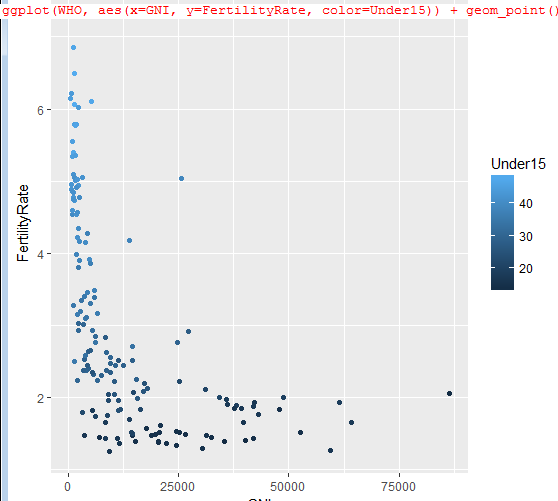 ggplot(WHO, aes(x=GNI, y=FertilityRate, color=Under15)) + geom_point()
6
4
2
FertilityRate
0
25000
50000
75000
GNI
Under15
40
30
20